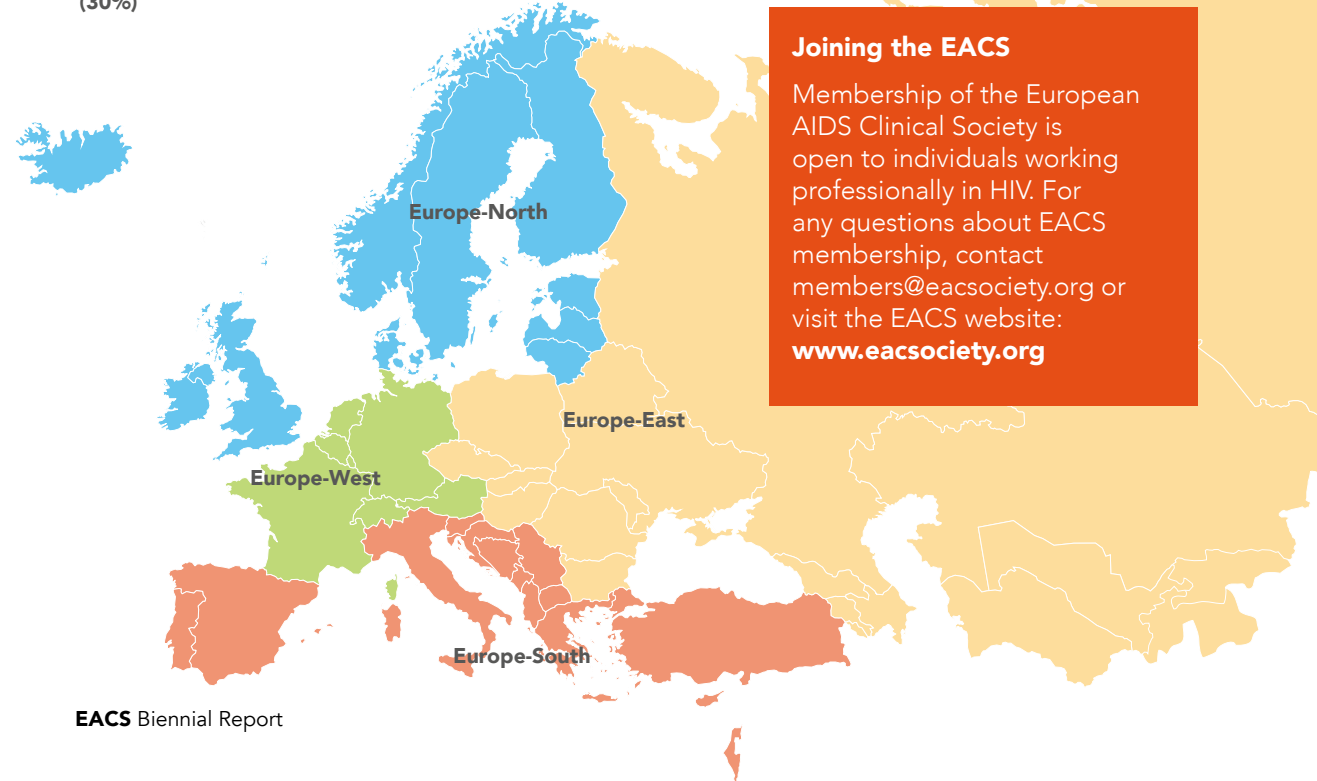 (30%)
Joining the EACS
Membership of the European
AIDS Clinical Society is
open to individuals working
professionally in HIV. For
any questions about EACS
membership, contact
members@eacsociety.org or
visit the EACS website:
www.eacsociety.org
Europe-North
Europe-East
Europe-West
Europe-South
EACS Biennial Report